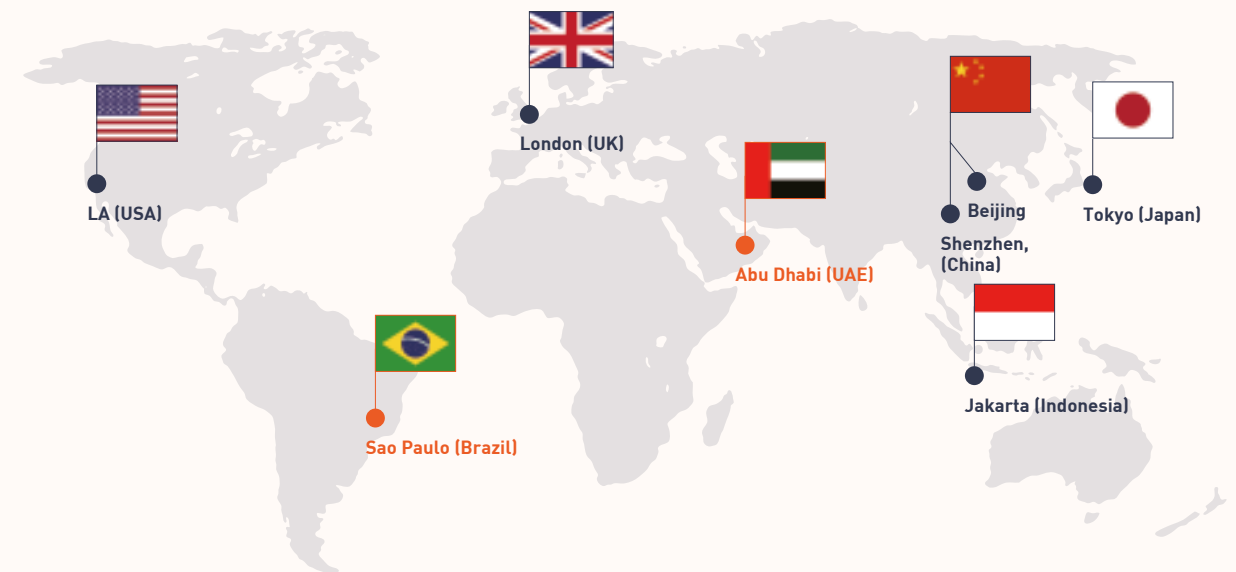 London (UK)
LA (USA)
Beijing
Tokyo (Japan)
Shenzhen,
(China)
Abu Dhabi (UAE)
Jakarta (Indonesia)
Sao Paulo (Brazil)